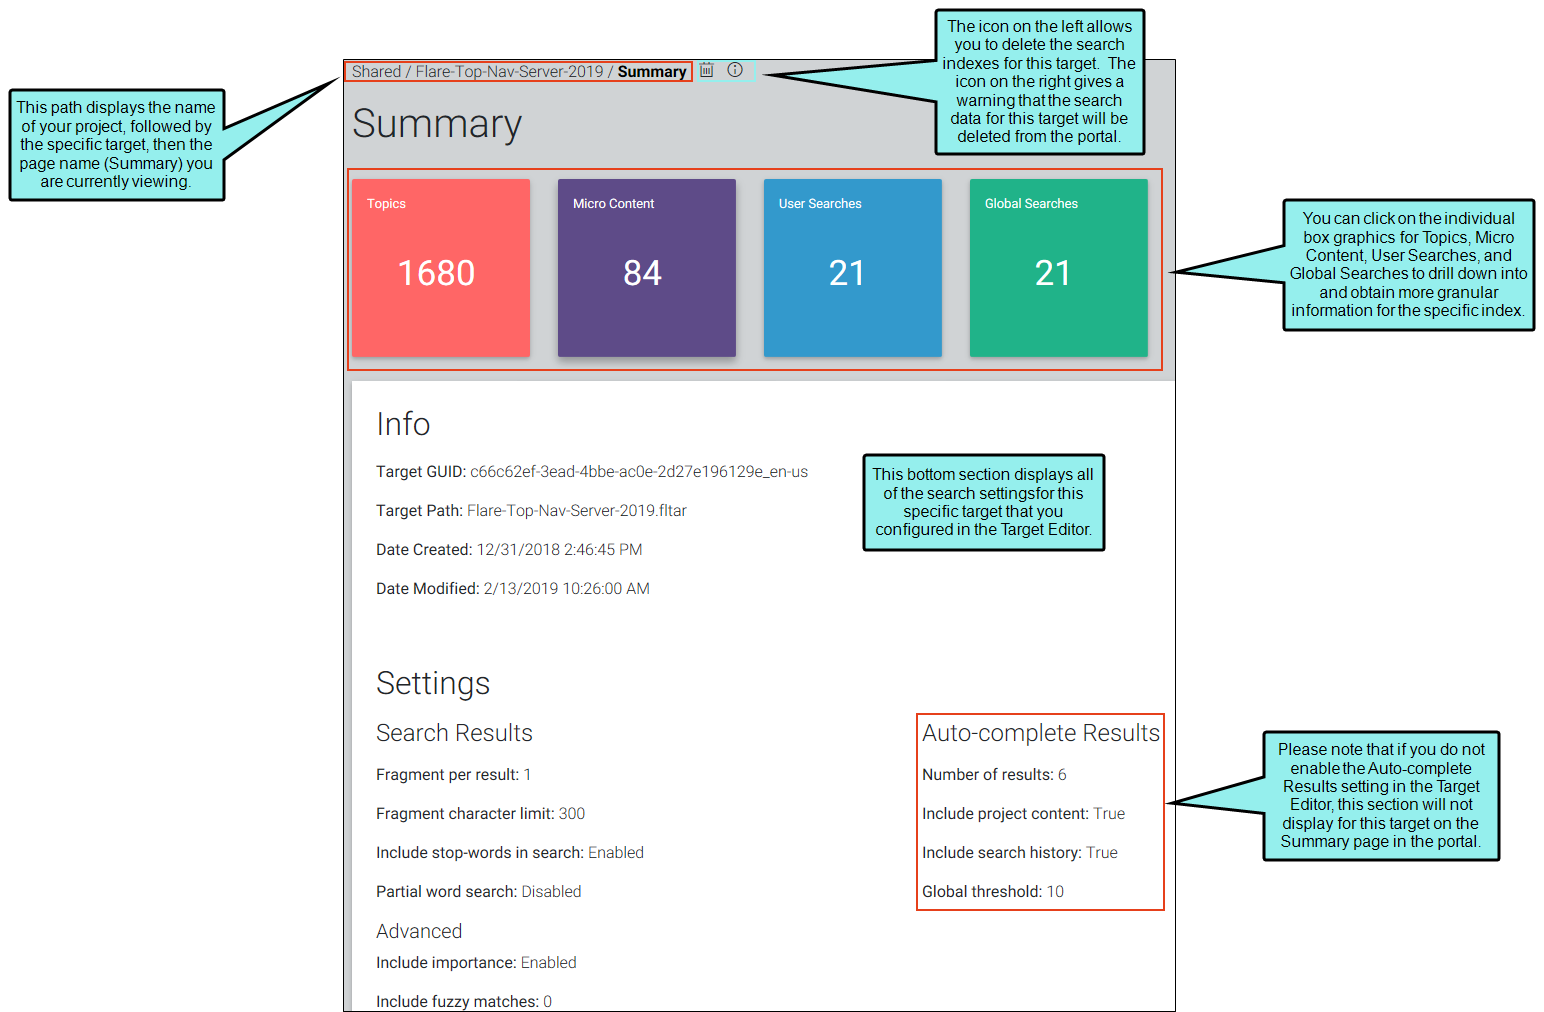 The icon on the left allows
you to delete the search
indexes for this target.  The
icon on the right gives a
warning that the search
data for this target will be
deleted from the portal.
Shared / Flare-Top-Nav-Server-2019 / Summary
This path displays the name
of your project, followed by
the specific target, then the
page name (Summary) you
are currently viewing.
Summary
Topics
1680
Micro Content
84
User Searches
21
Global Searches
21
You can click on the individual
box graphics for Topics, Micro
Content, User Searches, and
Global Searches to drill down into
and obtain more granular
information for the specific index.
Info
Target GUID: c66c62ef-3ead-4bbe-ac0e-2d27e196129e_en-us
Target Path: Flare-Top-Nav-Server-2019.fltar
Date Created: 12/31/2018 2:46:45 PM
Date Modified: 2/13/2019 10:26:00 AM
This bottom section displays all
of the search settingsfor this
specific target that you
configured in the Target Editor.
Settings
Search Results
Fragment per result: 1
Fragment character limit: 300
Include stop-words in search: Enabled
Partial word search: Disabled
Advanced
Include importance: Enabled
Include fuzzy matches: 0
Auto-complete Results
Number of results: 6
Include project content: True
Include search history: True
Global threshold: 10
Please note that if you do not
enable the Auto-complete
Results setting in the Target
Editor, this section will not
display for this target on the
Summary page in the portal.